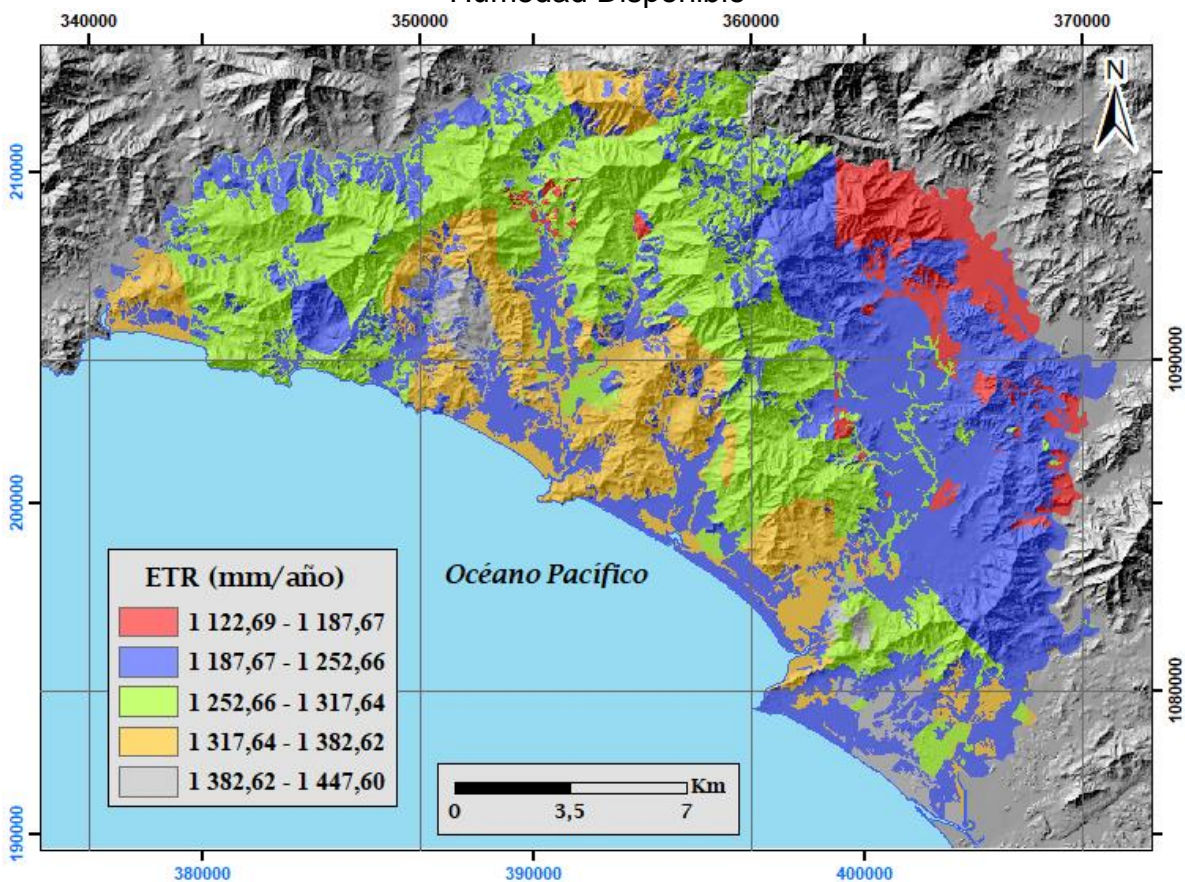 Humedad Disponible
340000 350000 360000 370000
N
210000
1090000
200000
Océano Pacífico
ETR (mm/año)
1 122,69 - 1 187,67
1 187,67 - 1 252,66
1 252,66 - 1 317,64
1 317,64 - 1 382,62
1 382,62 - 1 447,60
1080000
Km
0 3,5 7
190000
380000 390000 400000